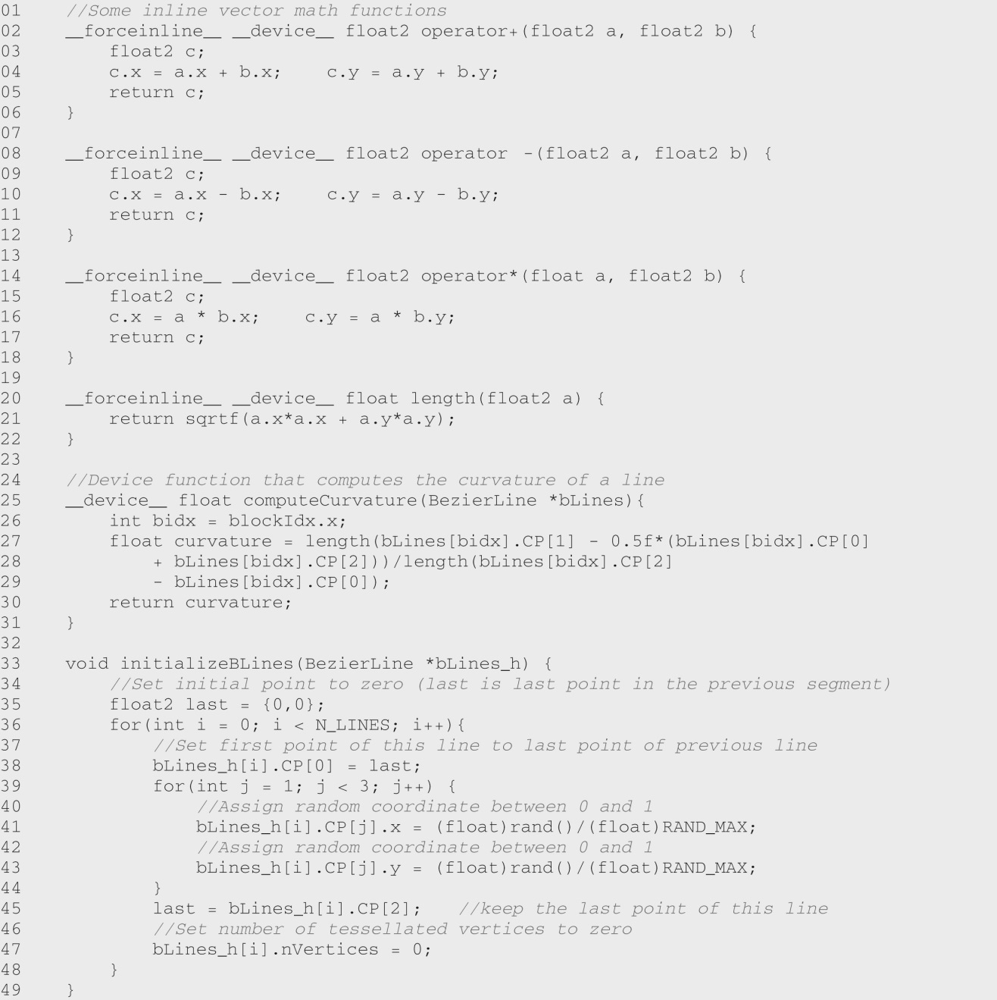 01 //Some inline vector math functions
02 __forceinline__ __device__ float2 operator+(float2 a, float2 b) {
03     float2 c;
04     c.x = a.x + b.x;    c.y = a.y + b.y;
05     return c;
06 }
07
08 __forceinline__ __device__ float2 operator -(float2 a, float2 b) {
09     float2 c;
10     c.x = a.x - b.x;    c.y = a.y - b.y;
11     return c;
12 }
13
14 __forceinline__ __device__ float2 operator*(float a, float2 b) {
15     float2 c;
16     c.x = a * b.x;    c.y = a * b.y;
17     return c;
18 }
19
20 __forceinline__ __device__ float length(float2 a) {
21     return sqrtf(a.x*a.x + a.y*a.y);
22 }
23
24 //Device function that computes the curvature of a line
25 __device__ float computeCurvature(BezierLine *bLines){
26     int bidx = blockIdx.x;
27     float curvature = length(bLines[bidx].CP[1] - 0.5f*(bLines[bidx].CP[0]
28         + bLines[bidx].CP[2]))/length(bLines[bidx].CP[2]
29         - bLines[bidx].CP[0]);
30     return curvature;
31 }
32
33 void initializeBLines(BezierLine *bLines_h) {
34     //Set initial point to zero (last is last point in the previous segment)
35     float2 last = {0,0};
36     for(int i = 0; i < N_LINES; i++){
37         //Set first point of this line to last point of previous line
38         bLines_h[i].CP[0] = last;
39         for(int j = 1; j < 3; j++) {
40             //Assign random coordinate between 0 and 1
41             bLines_h[i].CP[j].x = (float)rand()/(float)RAND_MAX;
42             //Assign random coordinate between 0 and 1
43             bLines_h[i].CP[j].y = (float)rand()/(float)RAND_MAX;
44         }
45         last = bLines_h[i].CP[2];   //keep the last point of this line
46         //Set number of tessellated vertices to zero
47         bLines_h[i].nVertices = 0;
48     }
49 }